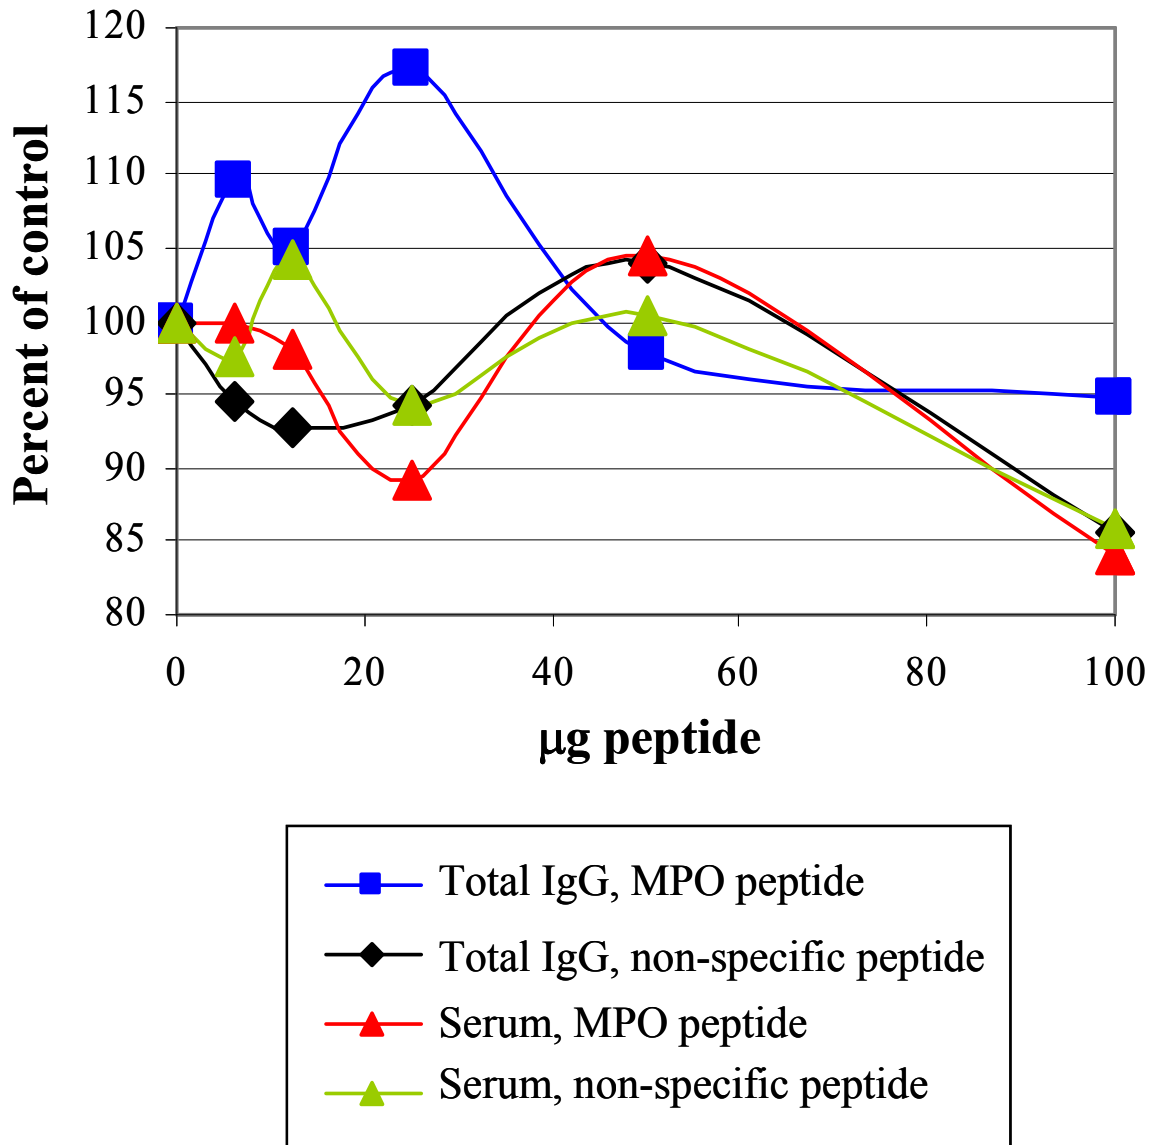 120
115
110
105
100
95
90
85
80
Percent of control
0 20 40 60 80 100
µg peptide
Total IgG, MPO peptide
Total IgG, non-specific peptide
Serum, MPO peptide
Serum, non-specific peptide